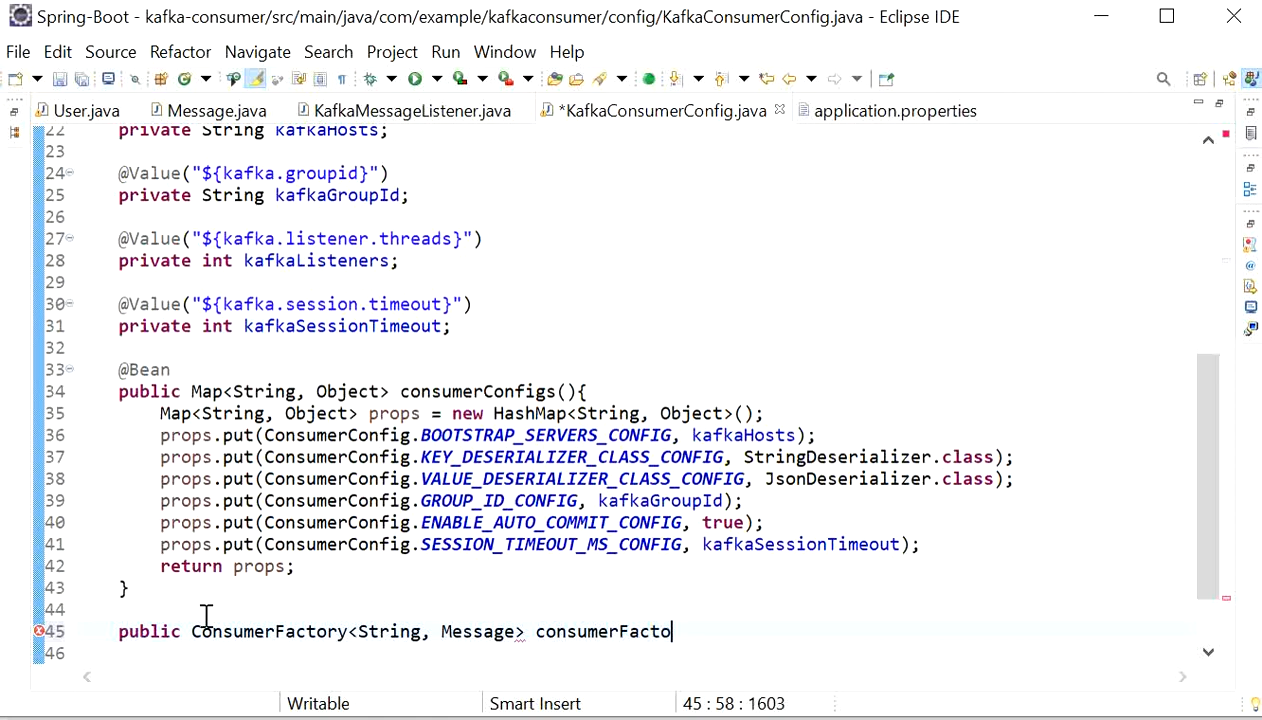 Spring-Boot - kafka-consumer/src/main/java/com/example/kafkaconsumer/config/KafkaConsumerConfig.java - Eclipse IDE
File Edit Source Refactor Navigate Search Project Run Window Help
User.java Message.java KafkaMessageListener.java *KafkaConsumerConfig.java application.properties
22 private String kafkaHosts;
23
24 @Value("${kafka.groupid}")
25 private String kafkaGroupId;
26
27 @Value("${kafka.listener.threads}")
28 private int kafkaListeners;
29
30 @Value("${kafka.session.timeout}")
31 private int kafkaSessionTimeout;
32
33 @Bean
34 public Map<String, Object> consumerConfigs(){
35 Map<String, Object> props = new HashMap<String, Object>();
36 props.put(ConsumerConfig.BOOTSTRAP_SERVERS_CONFIG, kafkaHosts);
37 props.put(ConsumerConfig.KEY_DESERIALIZER_CLASS_CONFIG, StringDeserializer.class);
38 props.put(ConsumerConfig.VALUE_DESERIALIZER_CLASS_CONFIG, JsonDeserializer.class);
39 props.put(ConsumerConfig.GROUP_ID_CONFIG, kafkaGroupId);
40 props.put(ConsumerConfig.ENABLE_AUTO_COMMIT_CONFIG, true);
41 props.put(ConsumerConfig.SESSION_TIMEOUT_MS_CONFIG, kafkaSessionTimeout);
42 return props;
43 }
44
45 public ConsumerFactory<String, Message> consumerFacto
46
Writable Smart Insert 45 : 58 : 1603